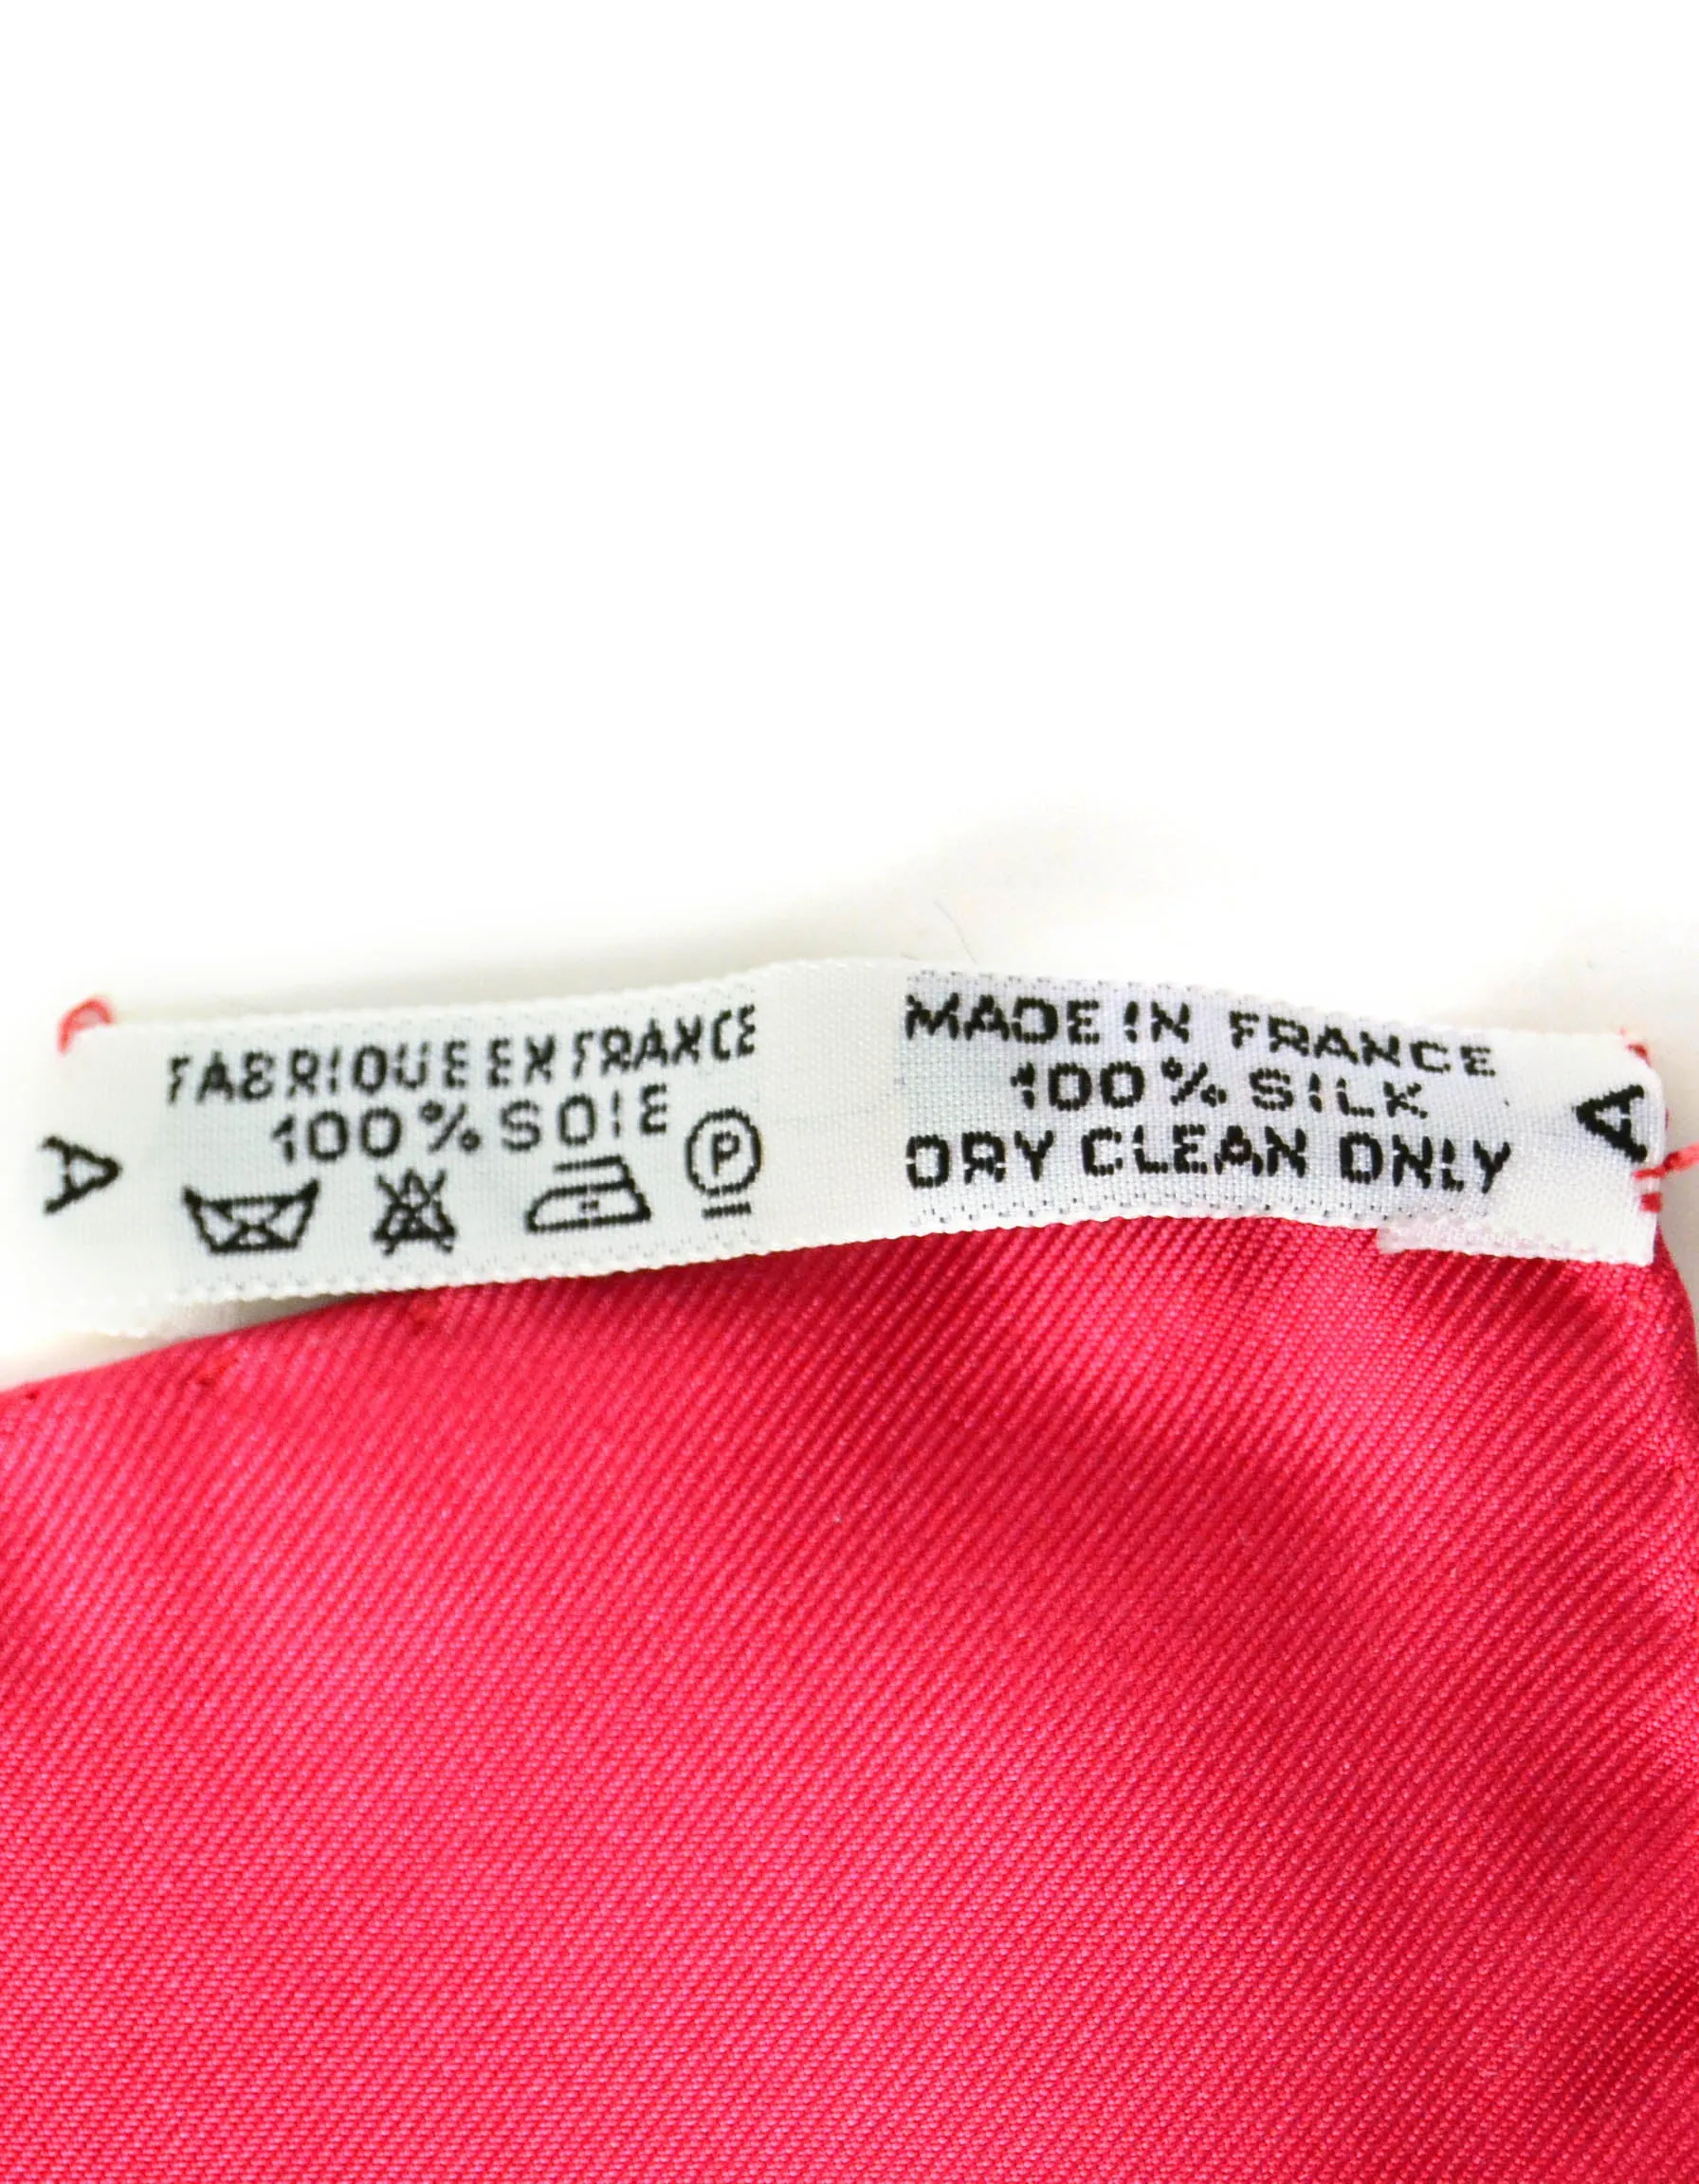 A
FABRIQUE EN FRANCE
100% SOIE
P
MADE IN FRANCE
100% SILK
DRY CLEAN ONLY
A